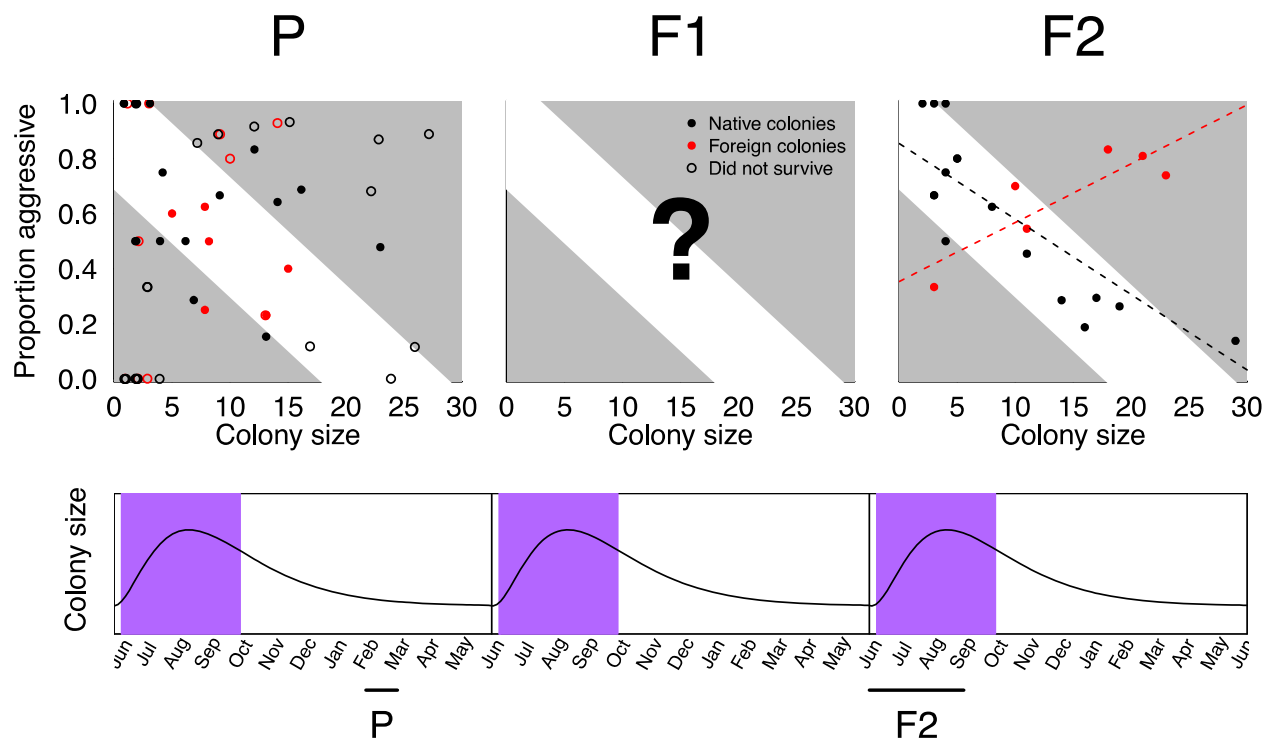 P F1 F2
Proportion aggressive
1.0
0.8
0.6
0.4
0.2
0.0
0 5 10 15 20 25 30
Colony size
Native colonies
Foreign colonies
Did not survive
?
0 5 10 15 20 25 30
Colony size
0 5 10 15 20 25 30
Colony size
Colony size
Jun Jul Aug Sep Oct Nov Dec Jan Feb Mar Apr May Jun Jul Aug Sep Oct Nov Dec Jan Feb Mar Apr May Jun Jul Aug Sep Oct Nov Dec Jan Feb Mar Apr May Jun
P F2